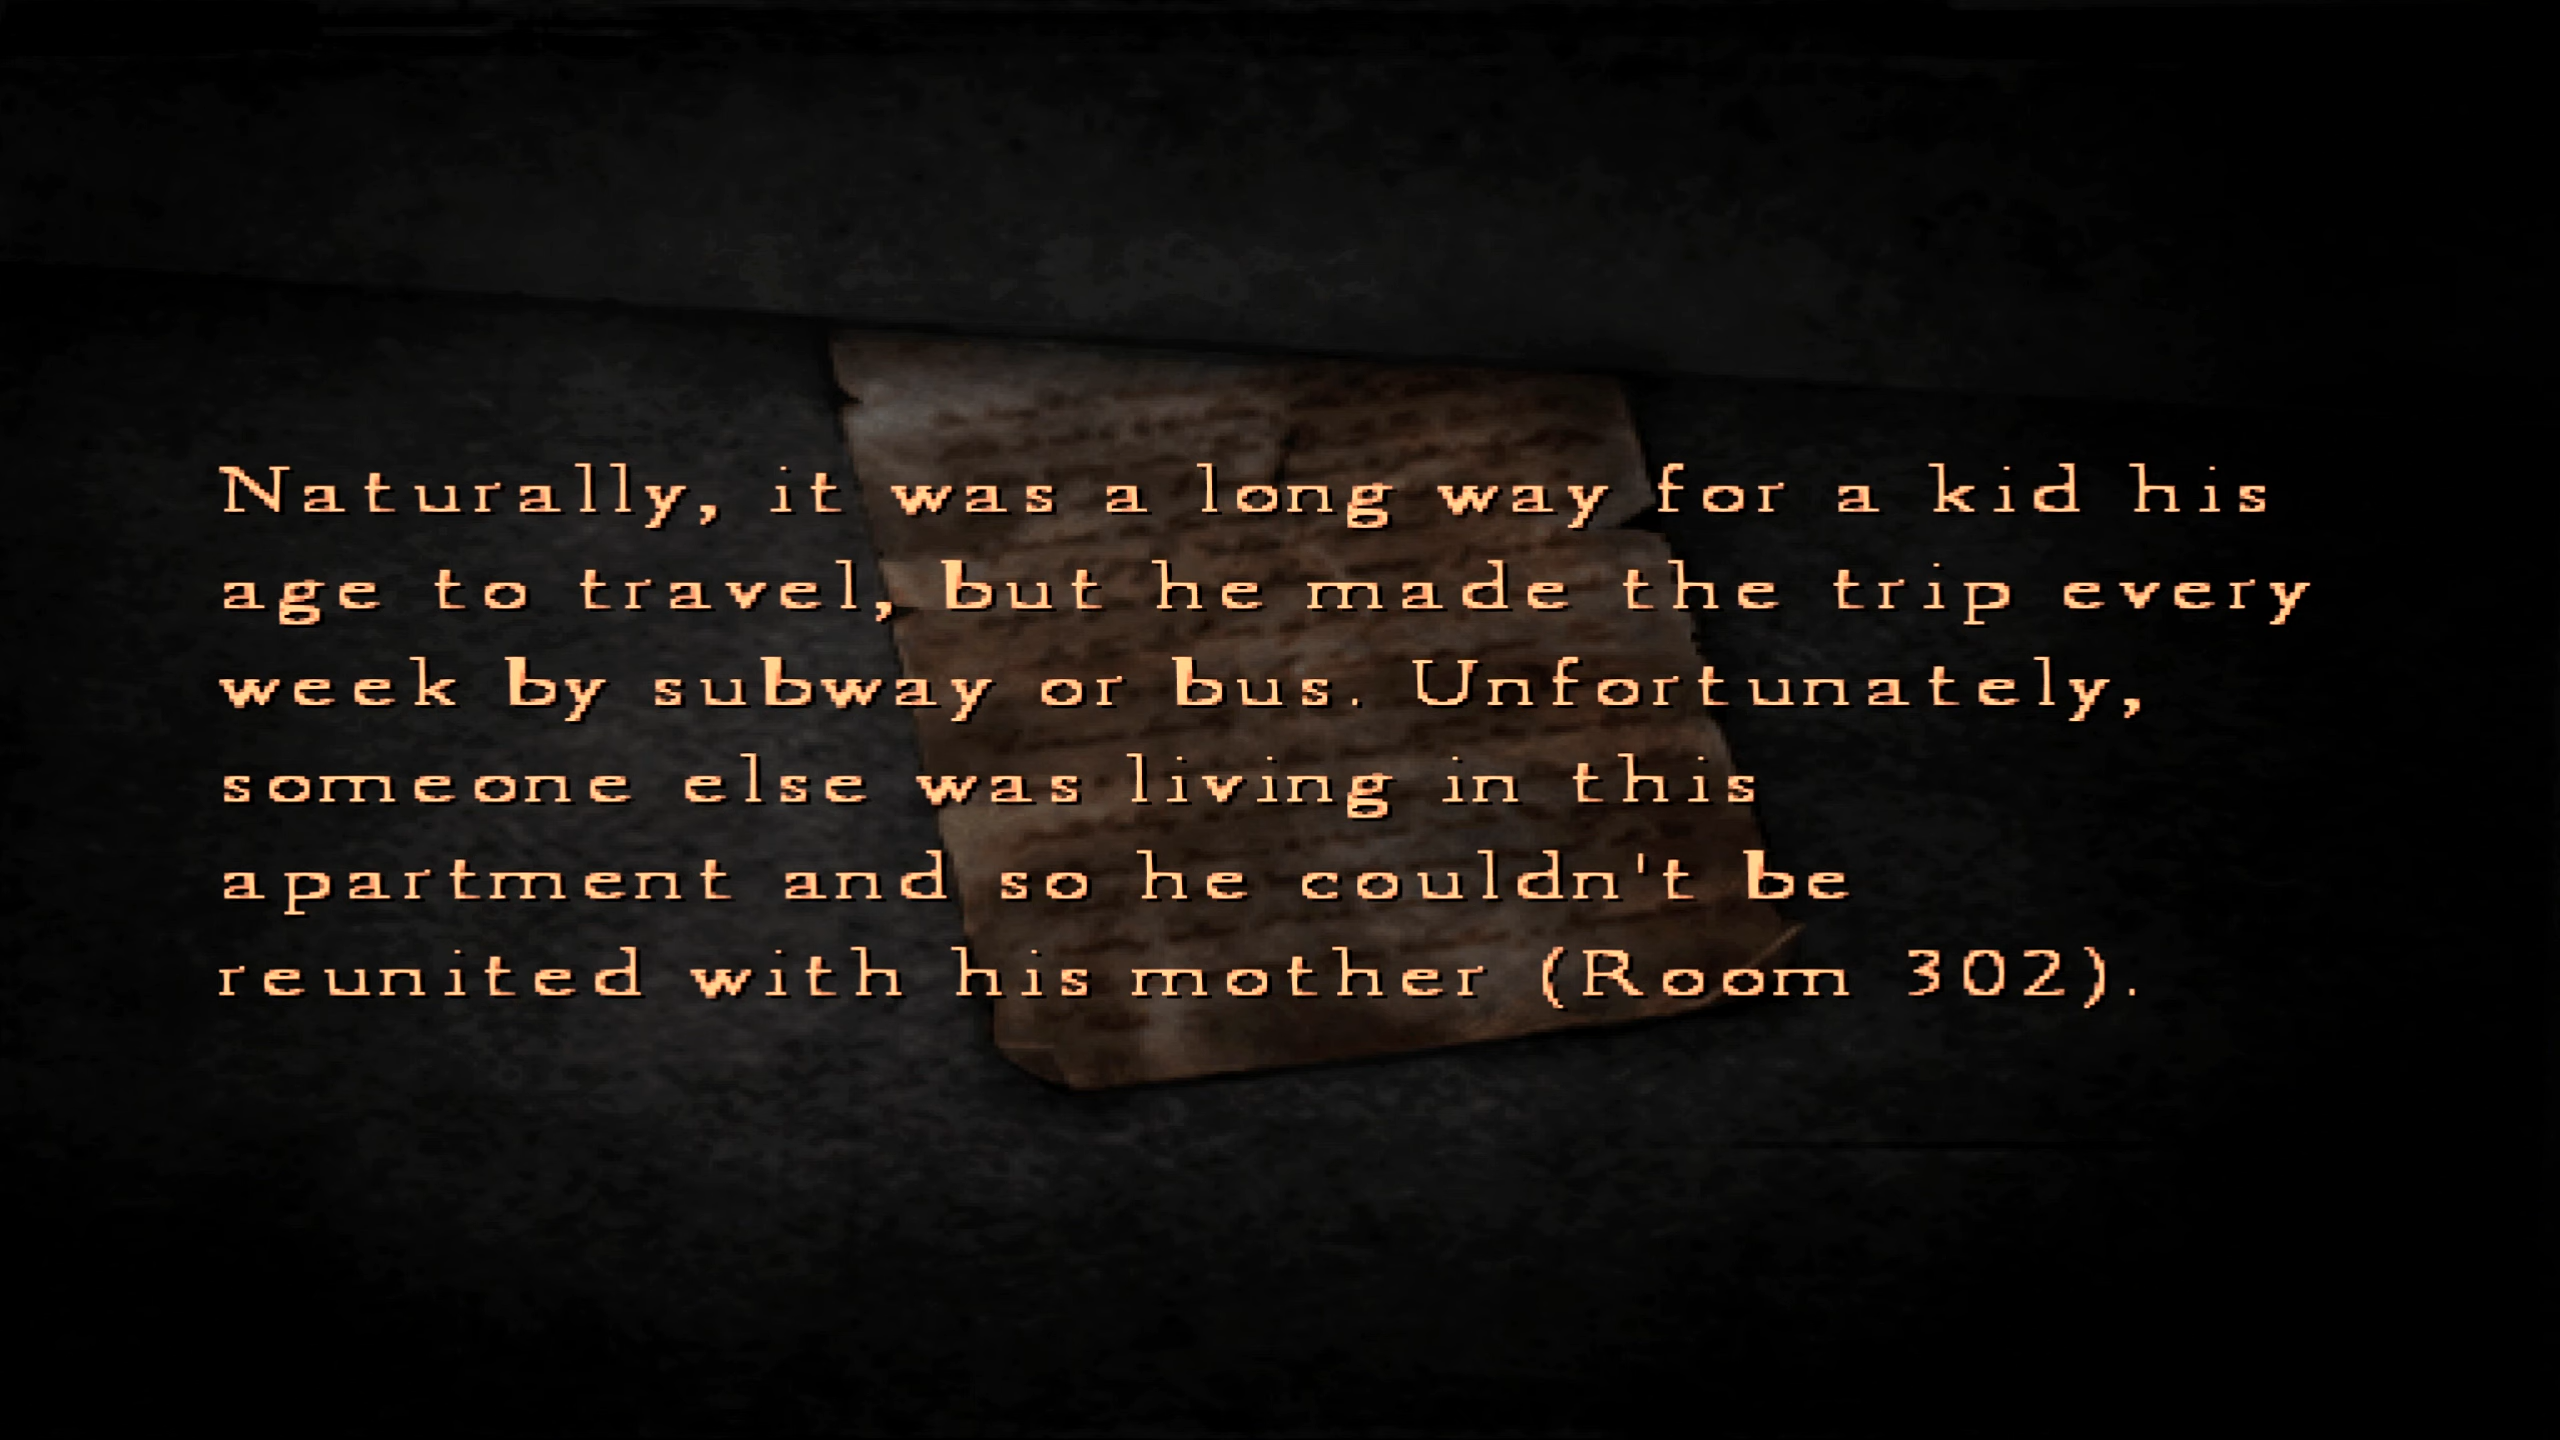 Naturally, it was a long way for a kid his
age to travel, but he made the trip every
week by subway or bus. Unfortunately,
someone else was living in this
apartment and so he couldn't be
reunited with his mother (Room 302).